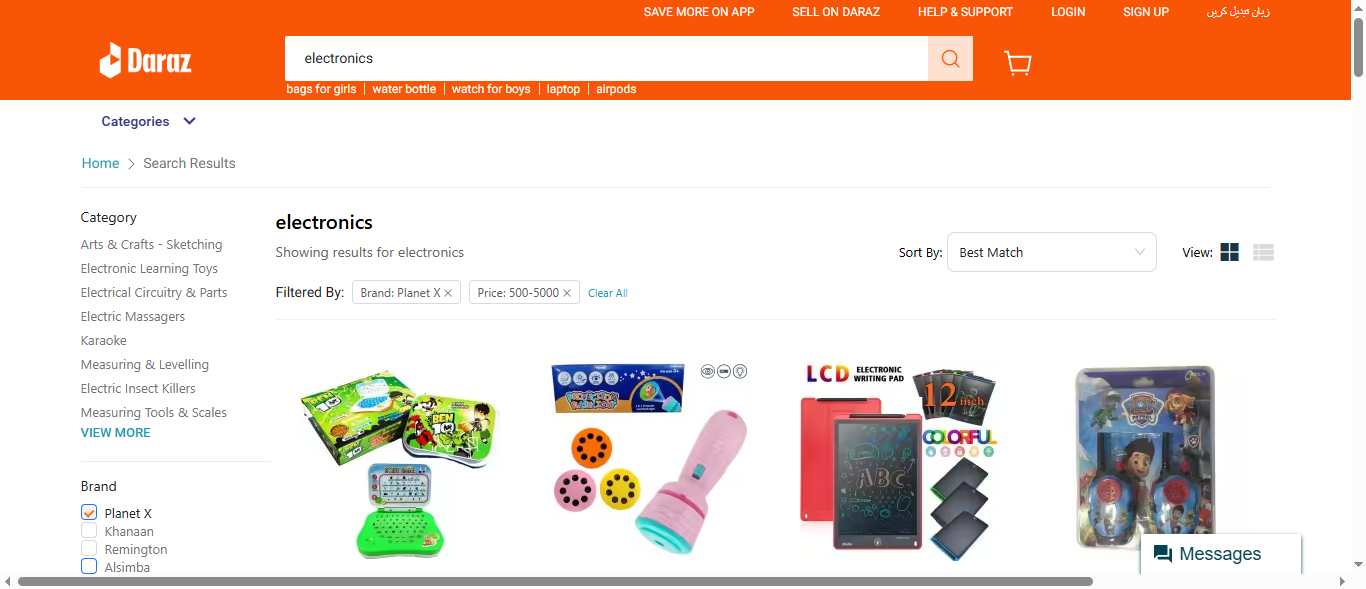 SAVE MORE ON APP SELL ON DARAZ HELP & SUPPORT LOGIN SIGN UP زبان تبدیل کریں
Daraz
electronics
bags for girls water bottle watch for boys laptop airpods
Categories
Home Search Results
Category
Arts & Crafts - Sketching
Electronic Learning Toys
Electrical Circuitry & Parts
Electric Massagers
Karaoke
Measuring & Levelling
Electric Insect Killers
Measuring Tools & Scales
VIEW MORE
Brand
Planet X
Khanaan
Remington
Alsimba
electronics
Showing results for electronics
Sort By: Best Match View:
Filtered By: Brand: Planet X Price: 500-5000 Clear All
BEN
10
LCD ELECTRONIC
WRITING PAD
12 inch
COLORFUL
ABC
PAW PATROL
Messages